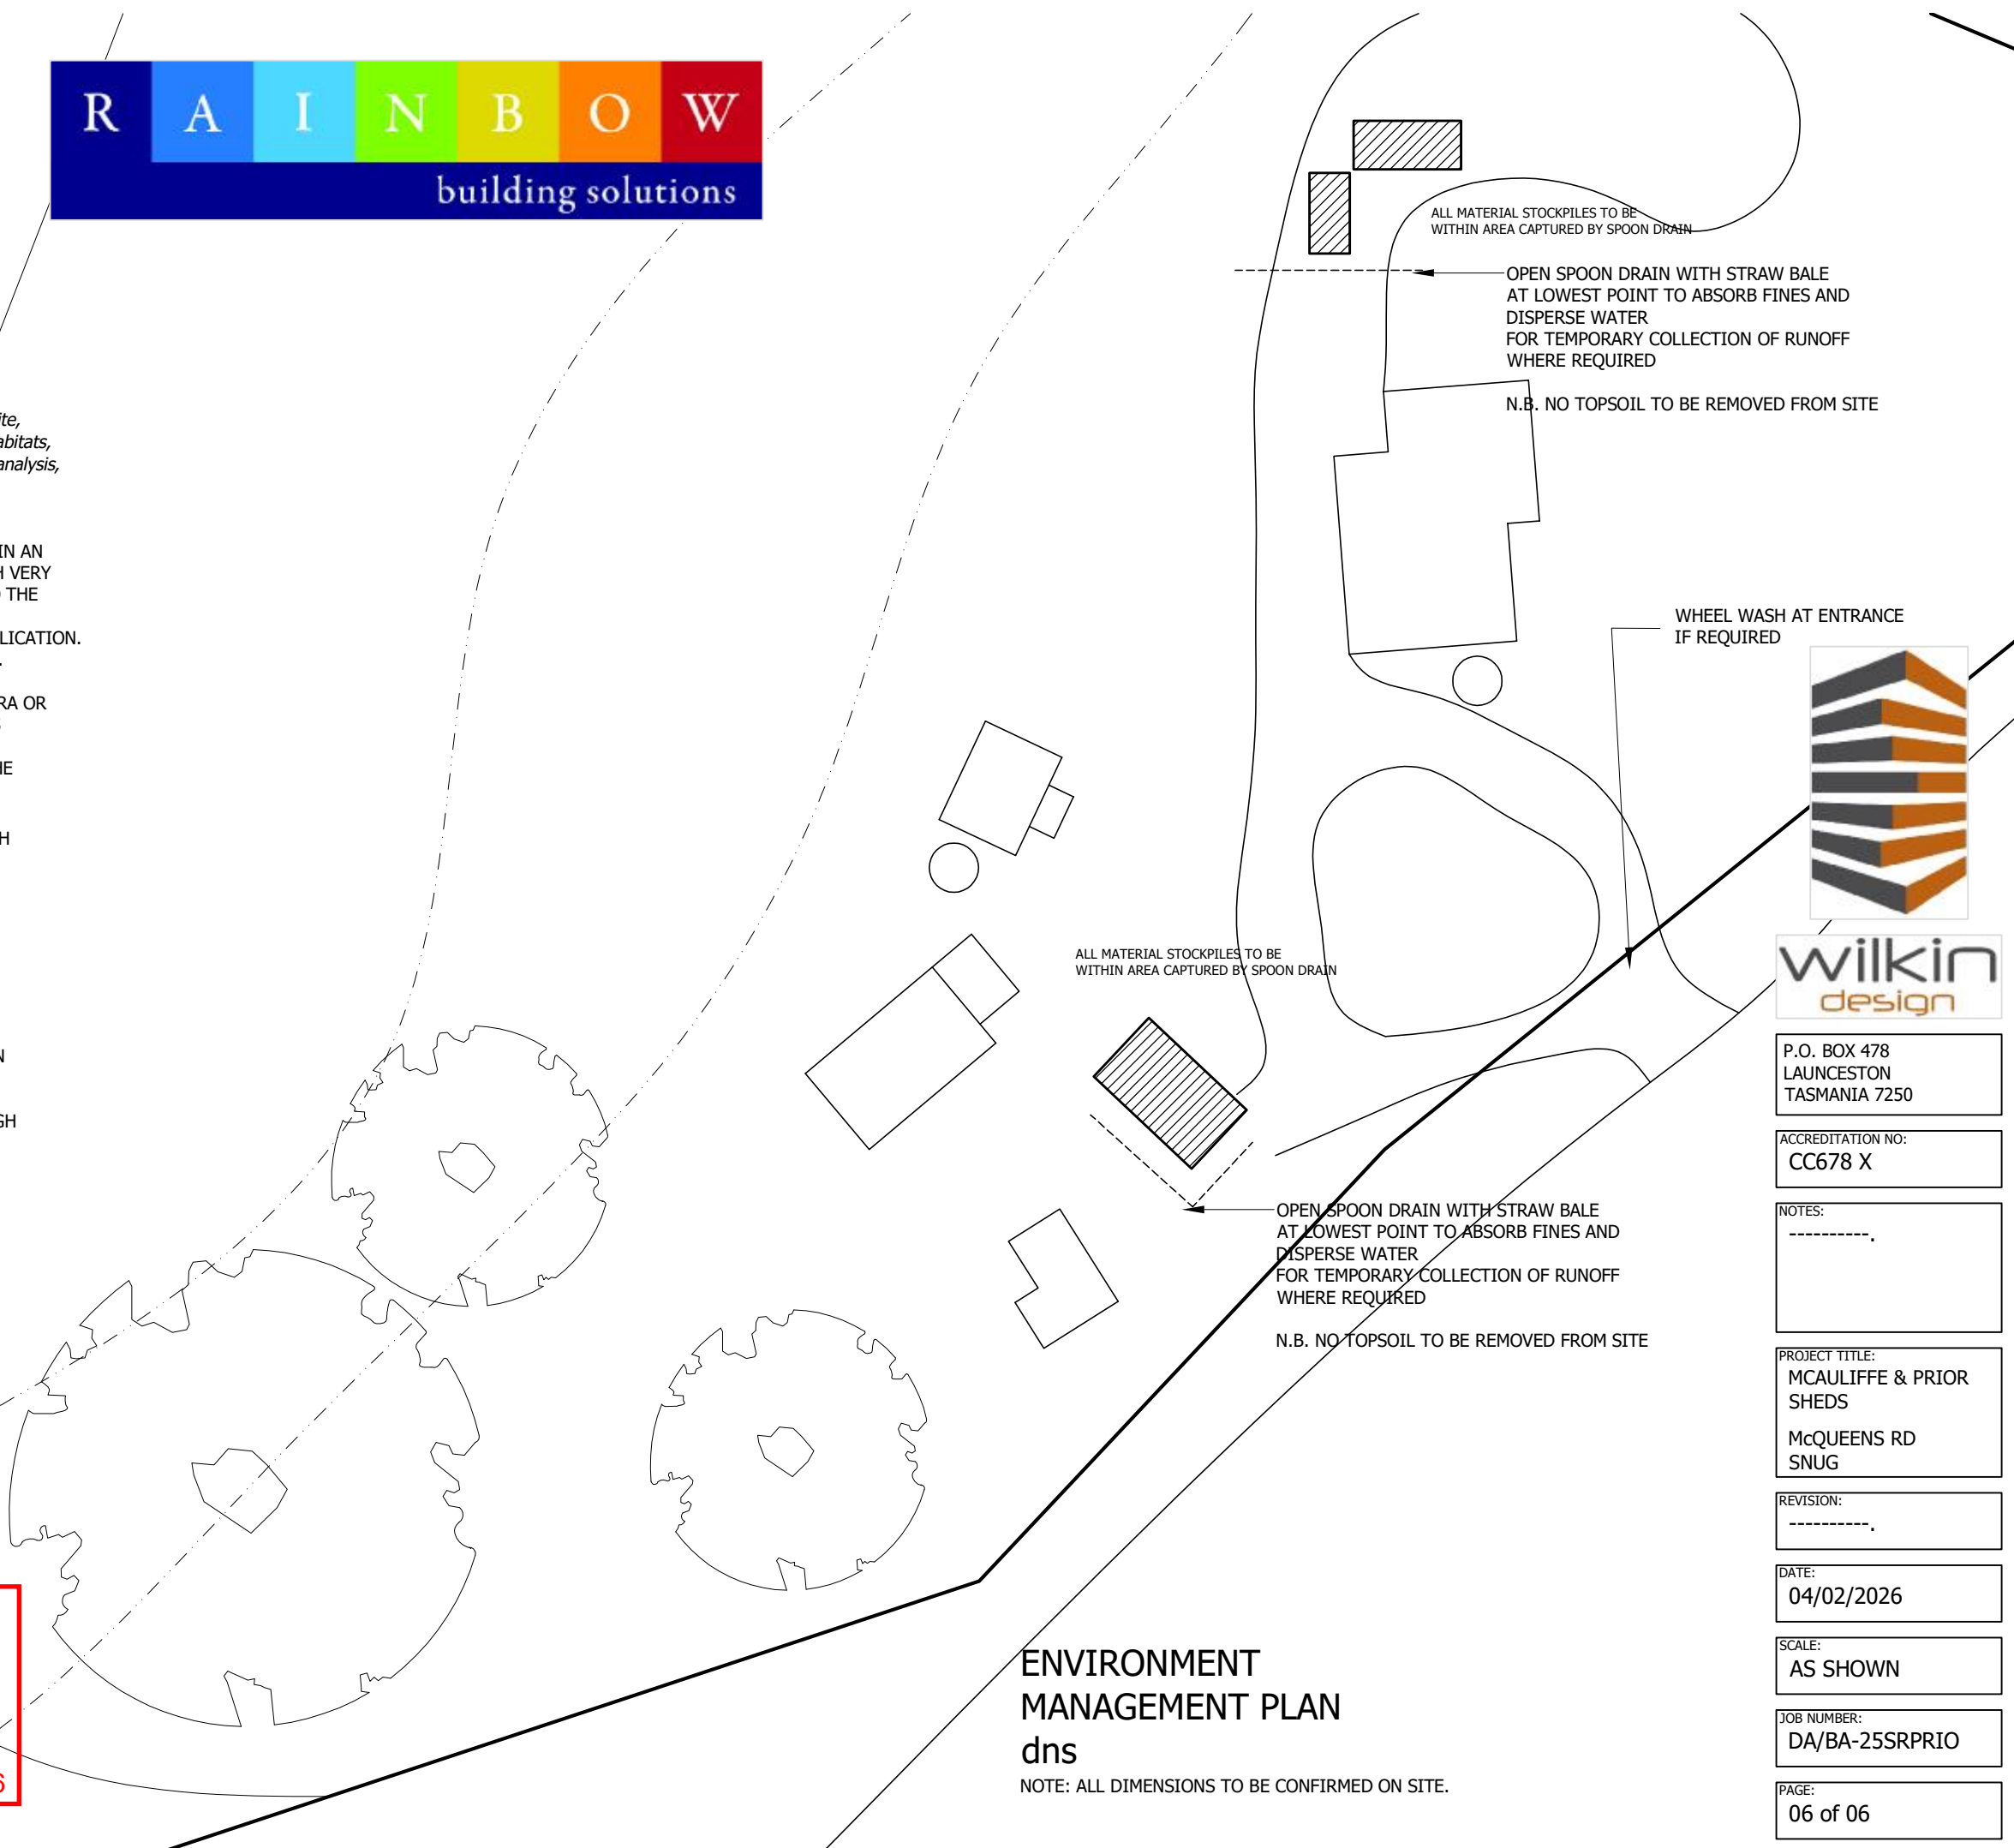 RAINBOW
building solutions
ALL MATERIAL STOCKPILES TO BE
WITHIN AREA CAPTURED BY SPOON DRAIN
OPEN SPOON DRAIN WITH STRAW BALE
AT LOWEST POINT TO ABSORB FINES AND
DISPERSE WATER
FOR TEMPORARY COLLECTION OF RUNOFF
WHERE REQUIRED
N.B. NO TOPSOIL TO BE REMOVED FROM SITE
analysis,
IN AN
VERY
THE
OR
WHEEL WASH AT ENTRANCE
IF REQUIRED
ALL MATERIAL STOCKPILES TO BE
WITHIN AREA CAPTURED BY SPOON DRAIN
OPEN SPOON DRAIN WITH STRAW BALE
AT LOWEST POINT TO ABSORB FINES AND
DISPERSE WATER
FOR TEMPORARY COLLECTION OF RUNOFF
WHERE REQUIRED
N.B. NO TOPSOIL TO BE REMOVED FROM SITE
ENVIRONMENT
MANAGEMENT PLAN
dns
NOTE: ALL DIMENSIONS TO BE CONFIRMED ON SITE.
wilkin
design
P.O. BOX 478
LAUNCESTON
TASMANIA 7250
ACCREDITATION NO:
CC678 X
NOTES:
----------.
PROJECT TITLE:
MCAULIFFE & PRIOR
SHEDS
McQUEENS RD
SNUG
REVISION:
----------.
DATE:
04/02/2026
SCALE:
AS SHOWN
JOB NUMBER:
DA/BA-25SRPRIO
PAGE:
06 of 06